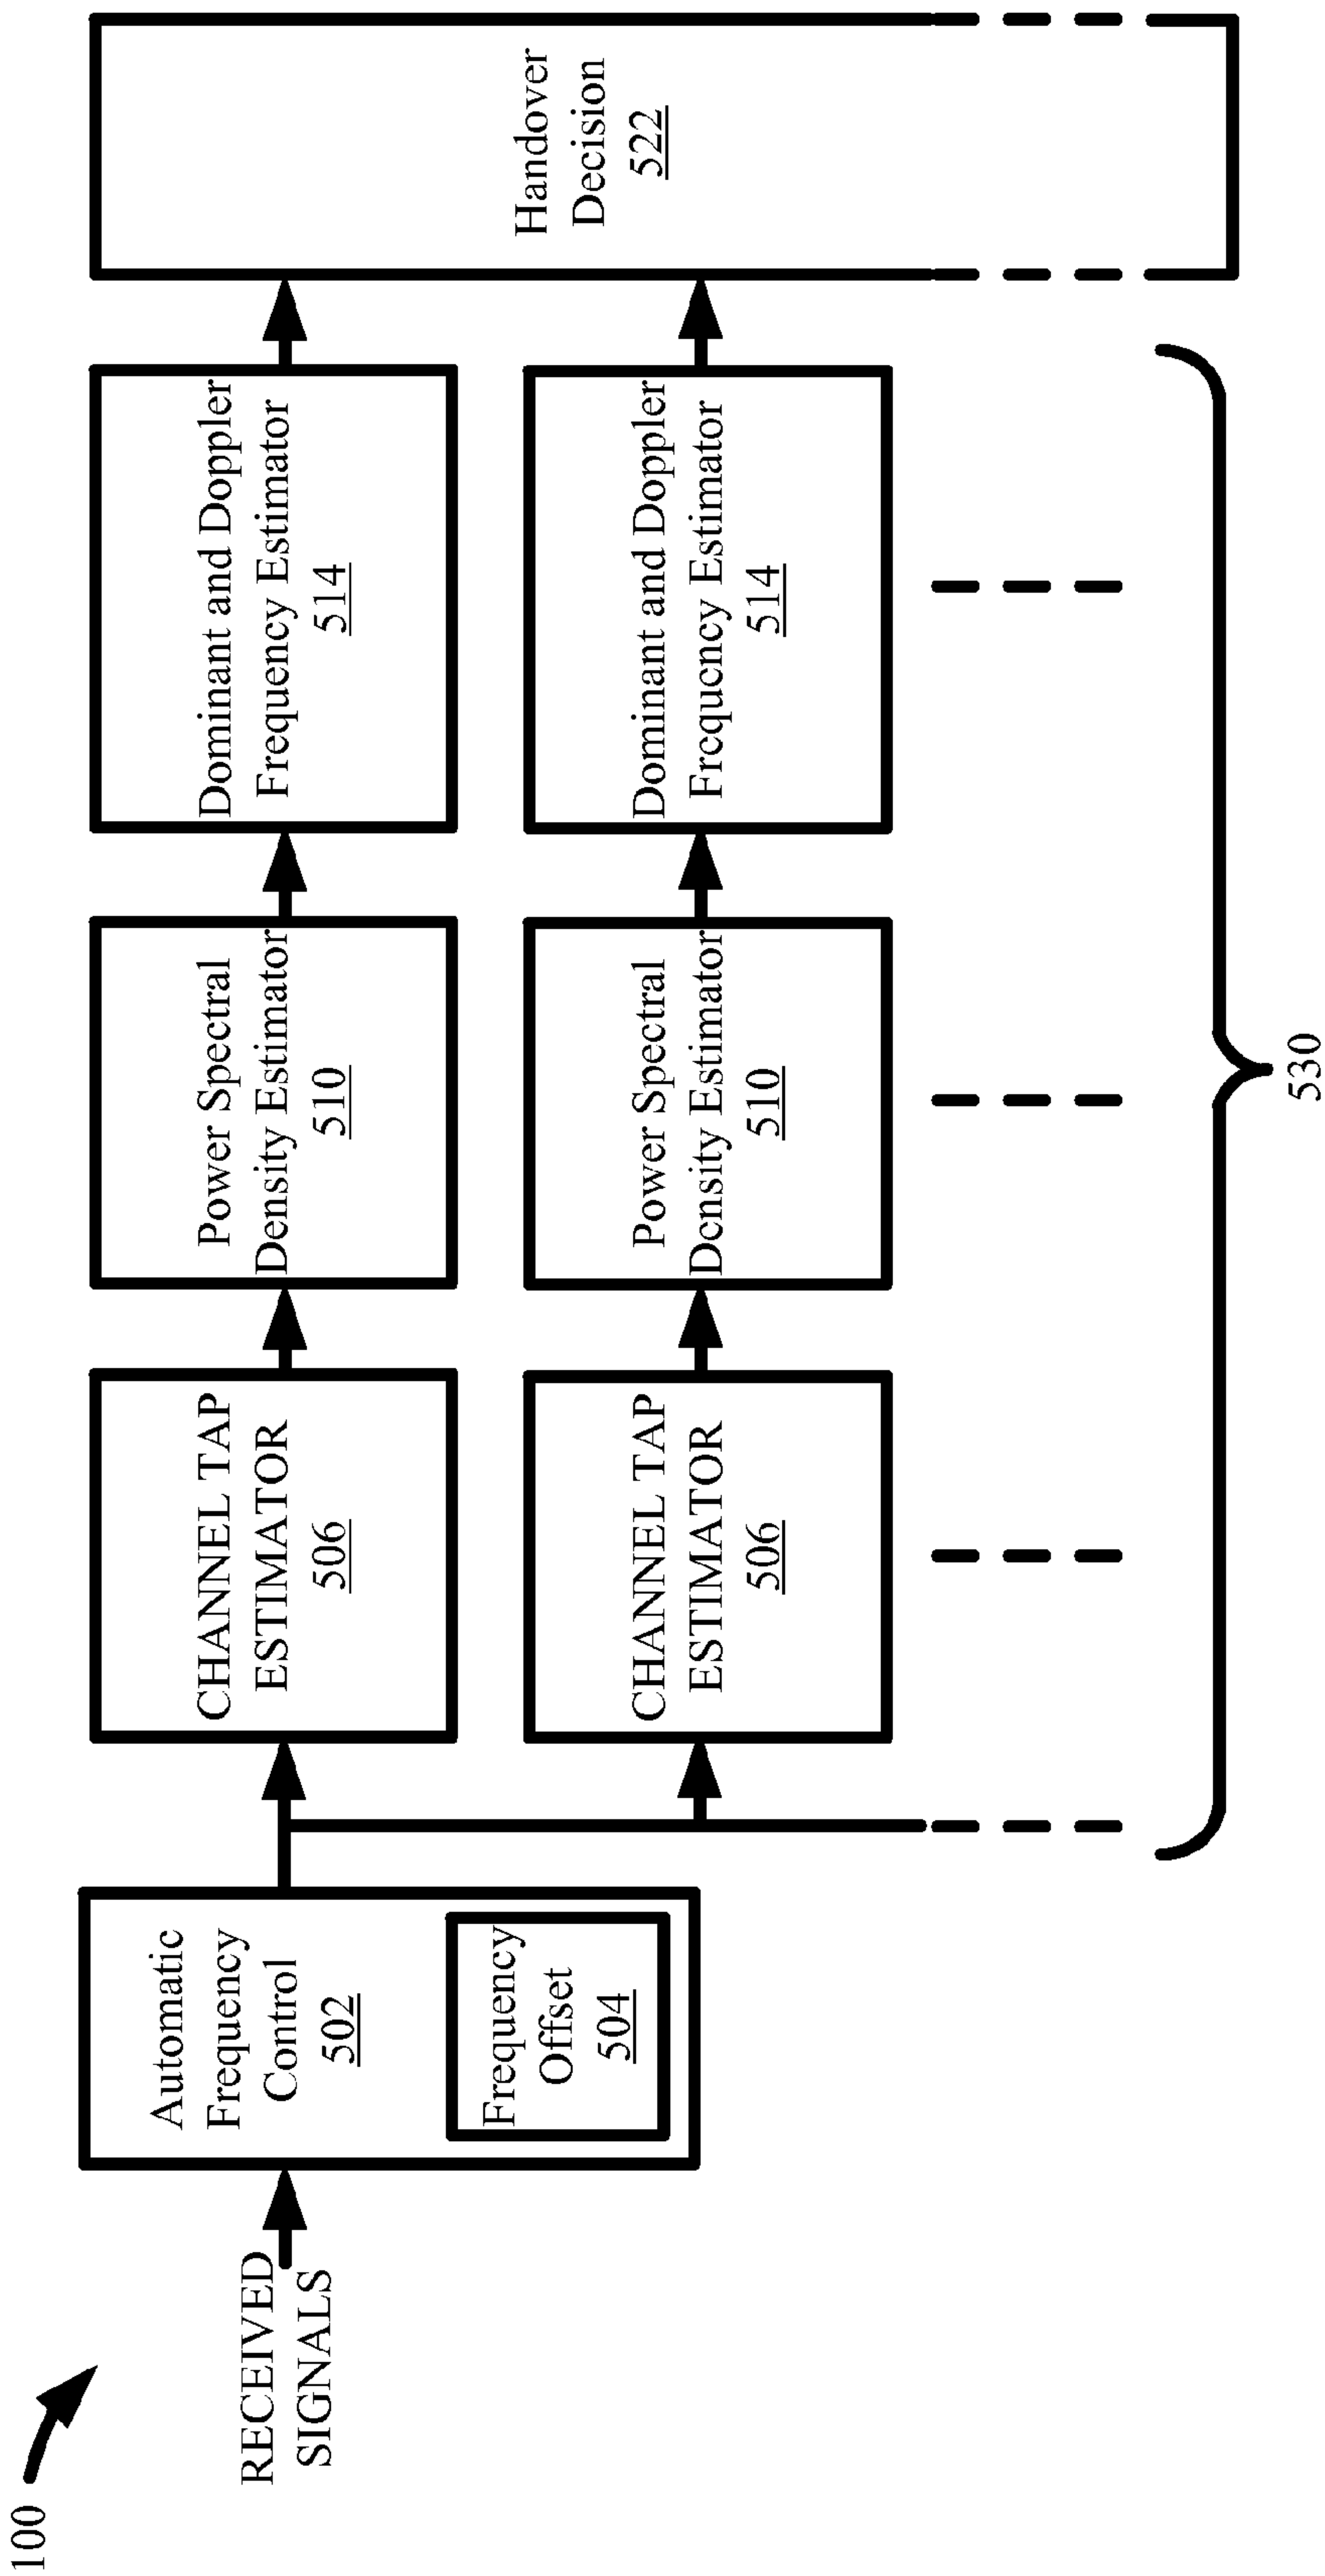 100
RECEIVED
SIGNALS
Automatic
Frequency
Control
502
Frequency
Offset
504
CHANNEL TAP
ESTIMATOR
506
Power Spectral
Density Estimator
510
Dominant and Doppler
Frequency Estimator
514
CHANNEL TAP
ESTIMATOR
506
Power Spectral
Density Estimator
510
Dominant and Doppler
Frequency Estimator
514
Handover
Decision
522
530